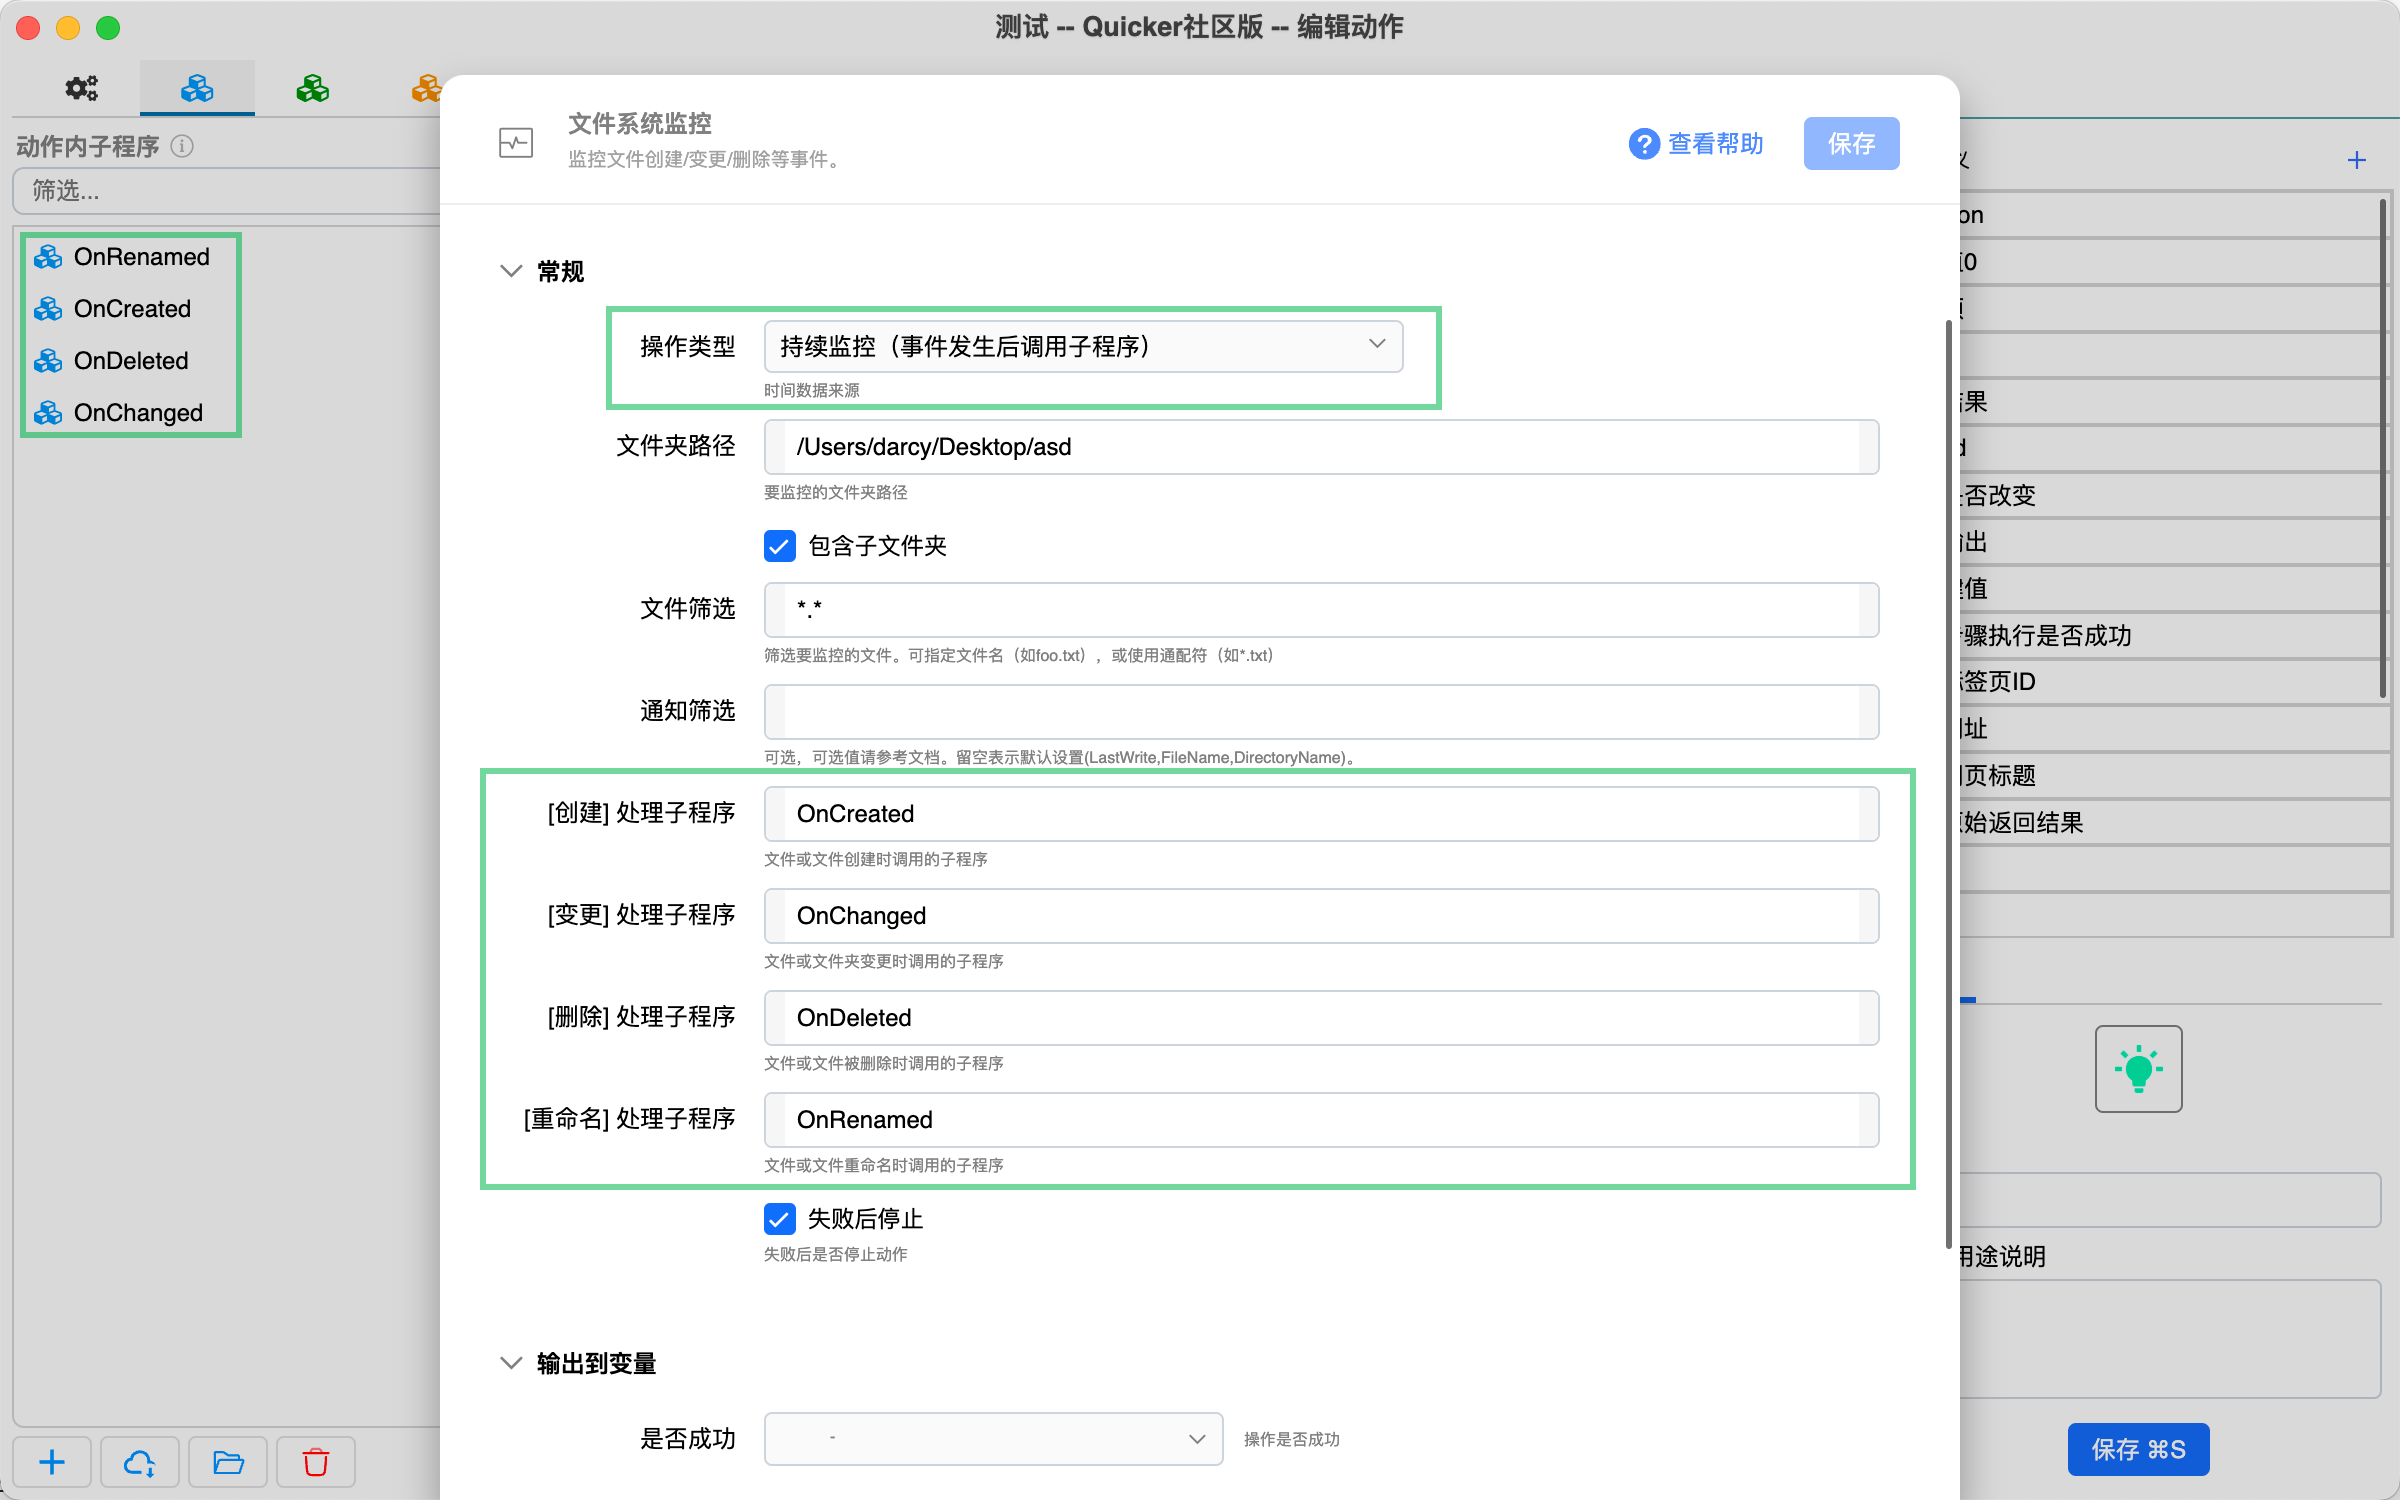 测试 -- Quicker社区版 -- 编辑动作
动作内子程序
筛选...
OnRenamed
OnCreated
OnDeleted
OnChanged
文件系统监控
监控文件创建/变更/删除等事件。
查看帮助
保存
常规
操作类型
持续监控（事件发生后调用子程序）
时间数据来源
文件夹路径
/Users/darcy/Desktop/asd
要监控的文件夹路径
包含子文件夹
文件筛选
*.*
筛选要监控的文件。可指定文件名（如foo.txt），或使用通配符（如*.txt）
通知筛选
可选，可选值请参考文档。留空表示默认设置(LastWrite,FileName,DirectoryName)。
[创建] 处理子程序
OnCreated
文件或文件创建时调用的子程序
[变更] 处理子程序
OnChanged
文件或文件夹变更时调用的子程序
[删除] 处理子程序
OnDeleted
文件或文件被删除时调用的子程序
[重命名] 处理子程序
OnRenamed
文件或文件重命名时调用的子程序
失败后停止
失败后是否停止动作
输出到变量
是否成功
-
操作是否成功
on
0
果
否改变
出
值
骤执行是否成功
签页ID
址
页标题
始返回结果
用途说明
保存 ⌘S